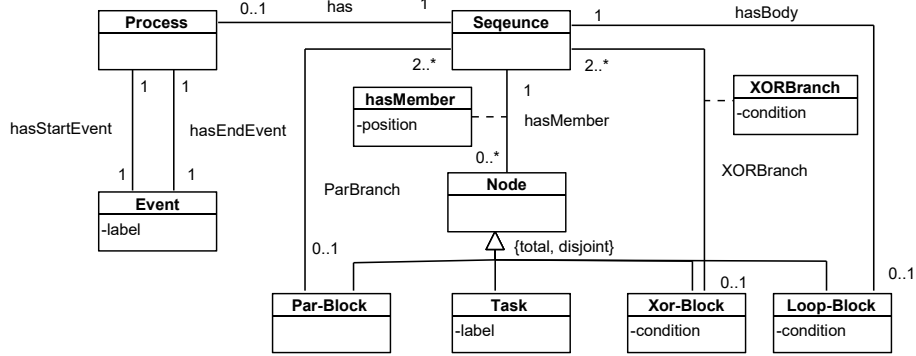 has
0..1
1
Process
Seqeunce
1
hasBody
2..*
2..*
1
1
1
hasMember
-position
hasMember
XORBranch
-condition
hasStartEvent
hasEndEvent
0..*
1
1
ParBranch
Node
XORBranch
Event
-label
0..1
{total, disjoint}
0..1
0..1
Par-Block
Task
-label
Xor-Block
-condition
Loop-Block
-condition